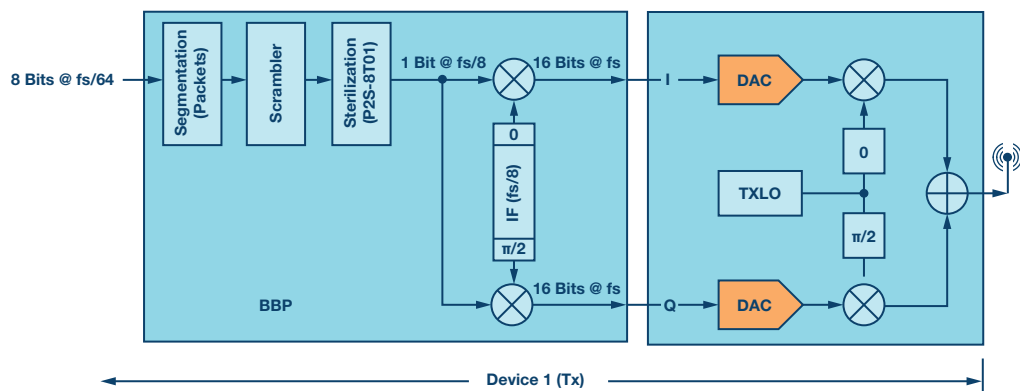 8 Bits @ fs/64
Segmentation
(Packets)
Scrambler
Sterilization
(P2S-8T01)
1 Bit @ fs/8
16 Bits @ fs
0
IF (fs/8)
π/2
16 Bits @ fs
BBP
I
DAC
0
TXLO
π/2
Q
DAC
Device 1 (Tx)